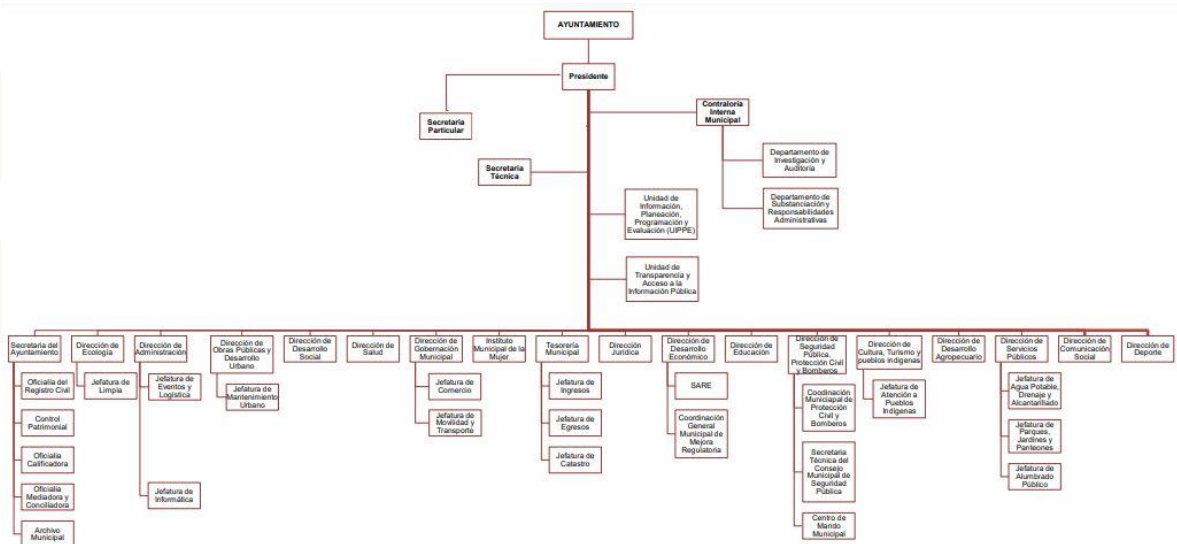 AYUNTAMIENTO
Presidente
Secretaria
Particular
Contraloría
Interna
Municipal
Departamento de
Investigación y
Auditoría
Secretaría
Técnica
Departamento de
Substanciación y
Responsabilidades
Administrativas
Unidad de
Información,
Planeación,
Programación y
Evaluación (UIPPE)
Unidad de
Transparencia y
Acceso a la
Información Pública
Secretaria del
Ayuntamiento
Oficialía del
Registro Civil
Control
Patrimonial
Oficialia
Calificadora
Oficialia
Mediadora y
Conciliadora
Archivo
Municipal
Dirección de
Ecología
Jefatura de
Limpia
Dirección de
Administración
Jefatura de
Eventos y
Logística
Jefatura de
Informática
Dirección de
Obras Públicas y
Desarrollo
Urbano
Jefatura de
Mantenimiento
Urbano
Dirección de
Desarrollo
Social
Dirección de
Salud
Dirección de
Gobernación
Municipal
Jefatura de
Comercio
Jefatura de
Movilidad y
Transporte
Instituto
Municipal de
la Mujer
Tesorería
Municipal
Jefatura de
Ingresos
Jefatura de
Egresos
Jefatura de
Catastro
Dirección
Jurídica
Dirección de
Desarrollo
Económico
SARE
Coordinación
General
Municipal de
Mejora
Regulatoria
Dirección de
Educación
Dirección de
Seguridad
Pública,
Protección Civil
y Bomberos
Coodinación
Municiapal de
Protección
Civil y
Bomberos
Secretaria
Técnica del
Consejo
Municipal de
Seguridad
Pública
Centro de
Mando
Municipal
Dirección de
Cultura, Turismo y
pueblos indigenas
Jefatura de
Atención a
Pueblos
Indígenas
Dirección de
Desarrollo
Agropecuario
Dirección de
Servicios
Públicos
Jefatura de
Agua Potable,
Drenaje y
Alcantarillado
Jefatura de
Parques,
Jardines y
Panteones
Jefatura de
Alumbrado
Público
Dirección de
Comunicación
Social
Dirección de
Deporte